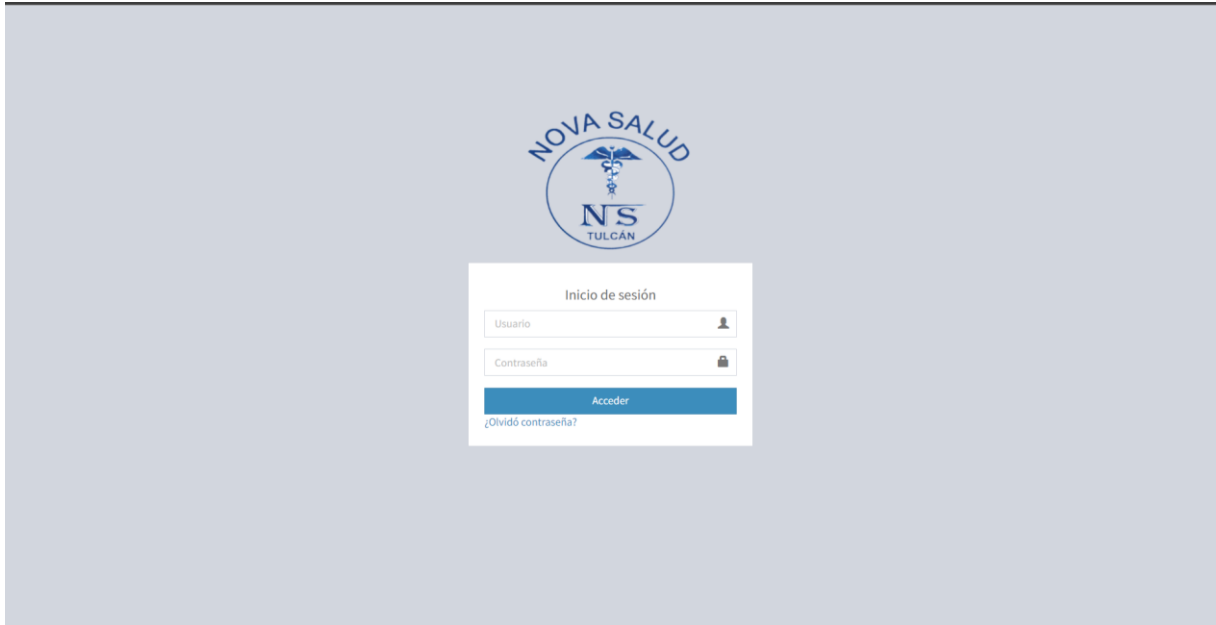 NOVA SALUD
NS
TULCÁN
Inicio de sesión
Usuario
Contraseña
Acceder
¿Olvidó contraseña?